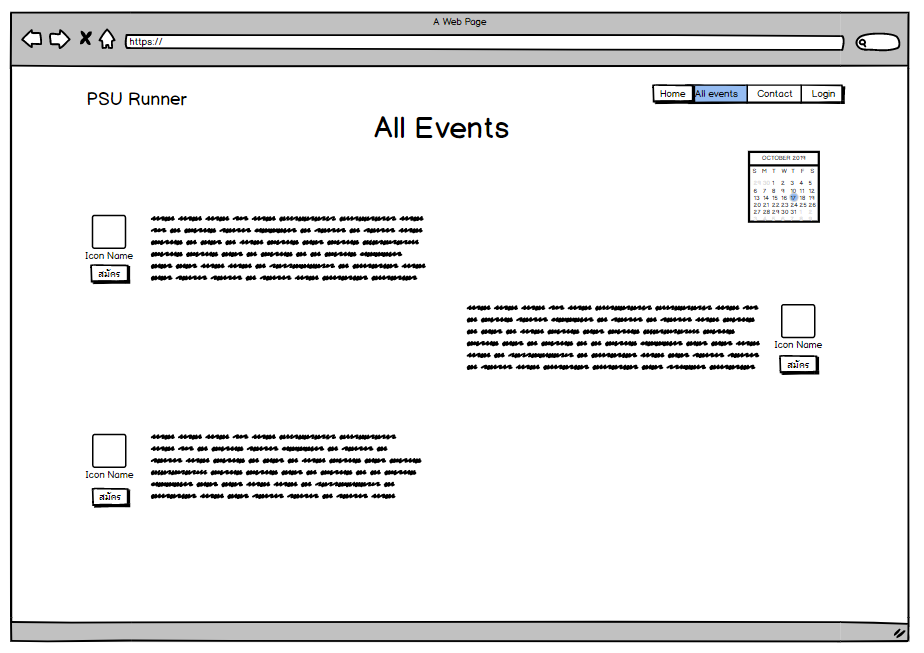 A Web Page
https://
PSU Runner
Home All events Contact Login
All Events
OCTOBER 2019
S M T W T F S
29 30 1 2 3 4 5
6 7 8 9 10 11 12
13 14 15 16 17 18 19
20 21 22 23 24 25 26
27 28 29 30 31
Icon Name
สมัคร
Icon Name
สมัคร
Icon Name
สมัคร